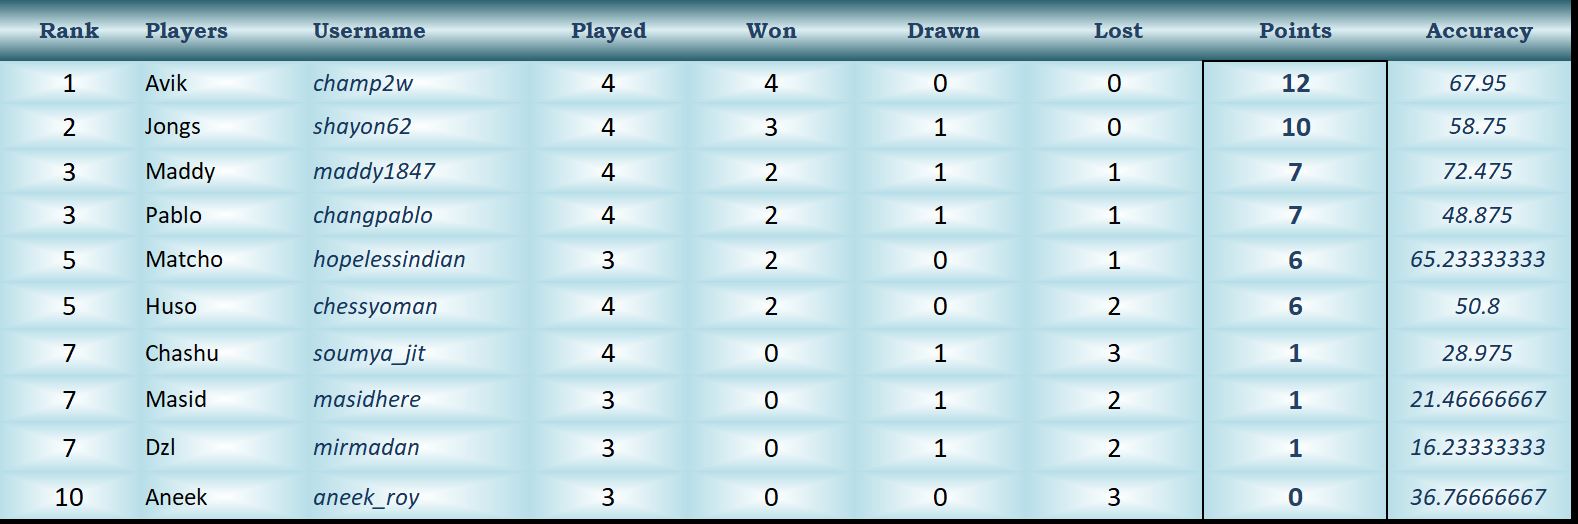 Rank Players Username Played Won Drawn Lost Points Accuracy
1 Avik champ2w 4 4 0 0 12 67.95
2 Jongs shayon62 4 3 1 0 10 58.75
3 Maddy maddy1847 4 2 1 1 7 72.475
3 Pablo changpablo 4 2 1 1 7 48.875
5 Matcho hopelessindian 3 2 0 1 6 65.23333333
5 Huso chessyoman 4 2 0 2 6 50.8
7 Chashu soumya_jit 4 0 1 3 1 28.975
7 Masid masidhere 3 0 1 2 1 21.46666667
7 Dzl mirmadan 3 0 1 2 1 16.23333333
10 Aneek aneek_roy 3 0 0 3 0 36.76666667